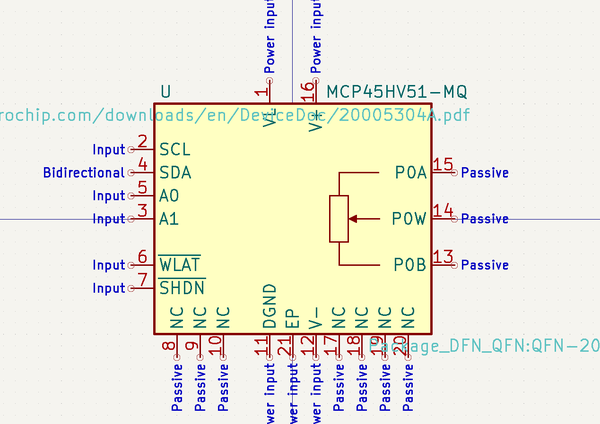 Power input
Power input
1
16
U
MCP45HV51-MQ
rochip.com/downloads/en/DeviceDoc/20005304A.pdf
VL
V+
Input 2 SCL
Bidirectional 4 SDA
P0A 15 Passive
Input 5 A0
Input 3 A1
P0W 14 Passive
Input 6 WLAT
P0B 13 Passive
Input 7 SHDN
NC
NC
NC
DGND
EP
V-
NC
NC
NC
NC
8
9
10
11
21
12
17
18
19
20
Package_DFN_QFN:QFN-20
Passive
Passive
Passive
wer input
wer input
wer input
Passive
Passive
Passive
Passive